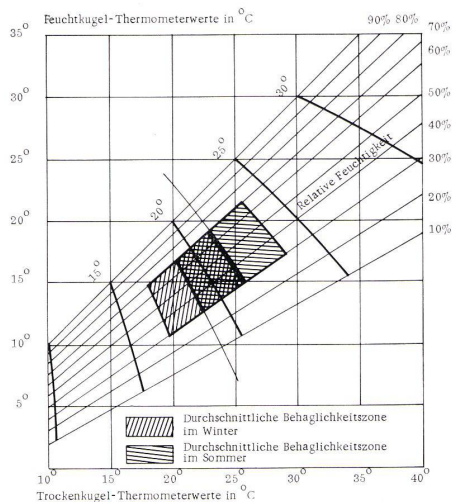 Feuchtkugel-Thermometerwerte in °C
90% 80% 70%
35°
60%
30°
30°
50%
40%
25°
25°
Relative Feuchtigkeit
30%
20%
20°
20°
10%
15°
15°
10°
5°
Durchschnittliche Behaglichkeitszone
im Winter
Durchschnittliche Behaglichkeitszone
im Sommer
10° 15° 20° 25° 30° 35° 40°
Trockenkugel-Thermometerwerte in °C